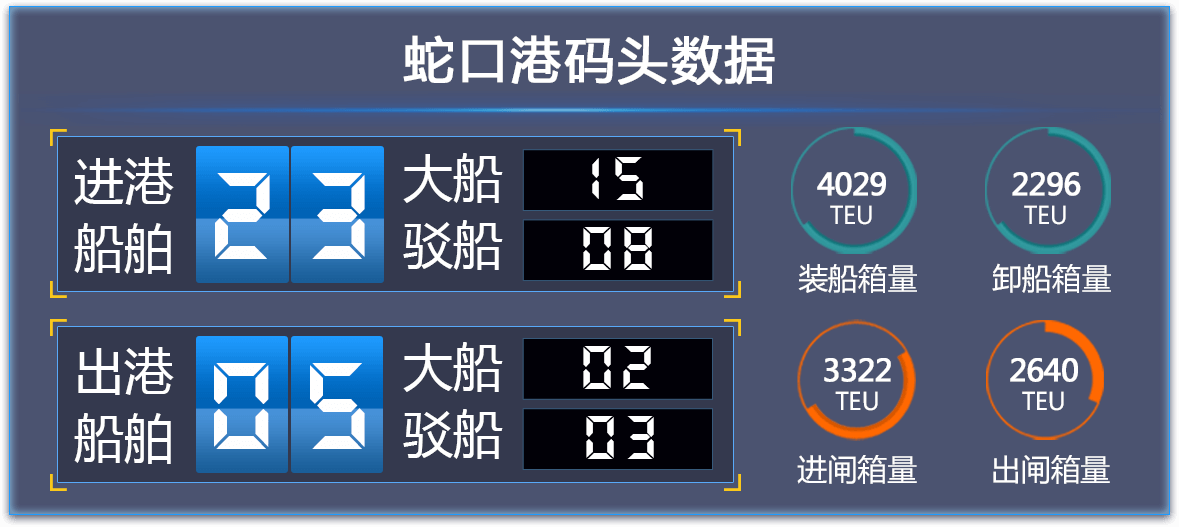 蛇口港码头数据
进港
船舶
23
大船
15
驳船
08
出港
船舶
05
大船
02
驳船
03
4029
TEU
装船箱量
2296
TEU
卸船箱量
3322
TEU
进闸箱量
2640
TEU
出闸箱量